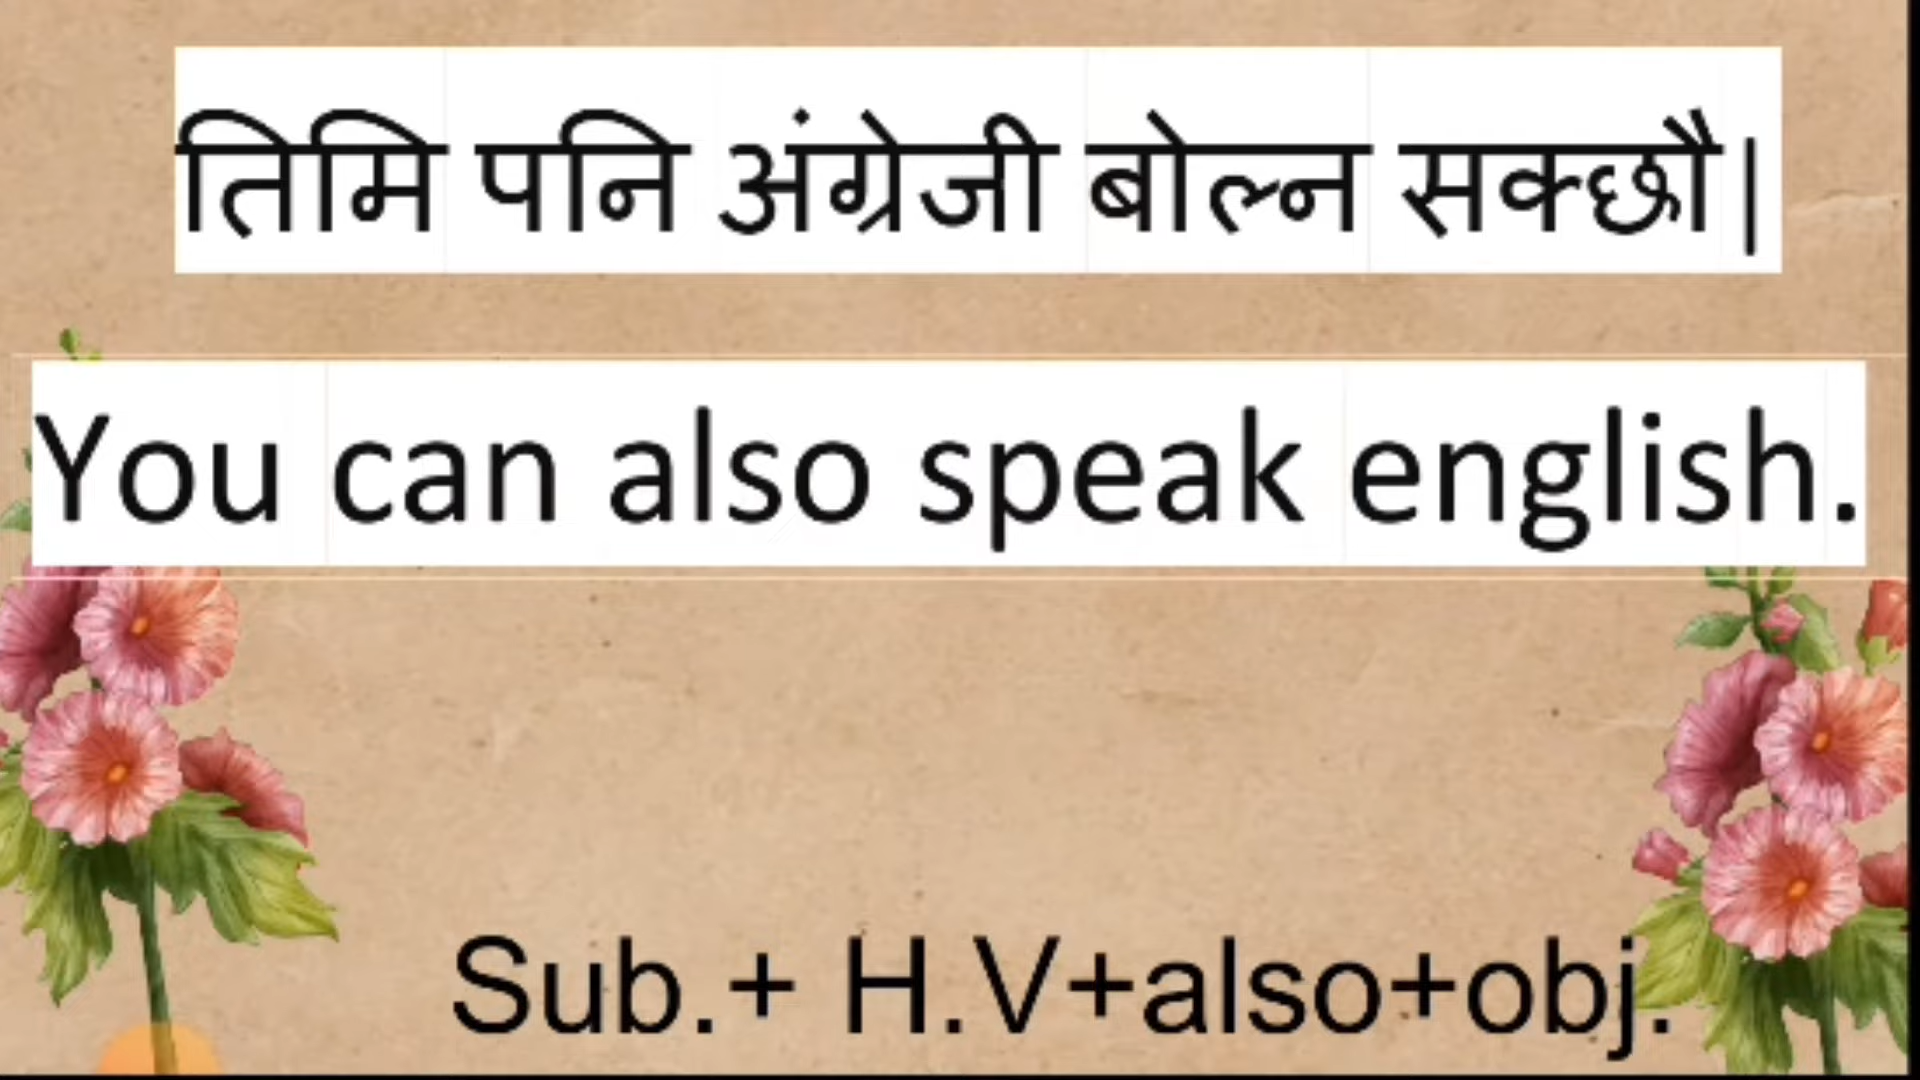 तिमि पनि अंग्रेजी बोल्न सक्छौ|
You can also speak english.
Sub.+ H.V+also+obj.